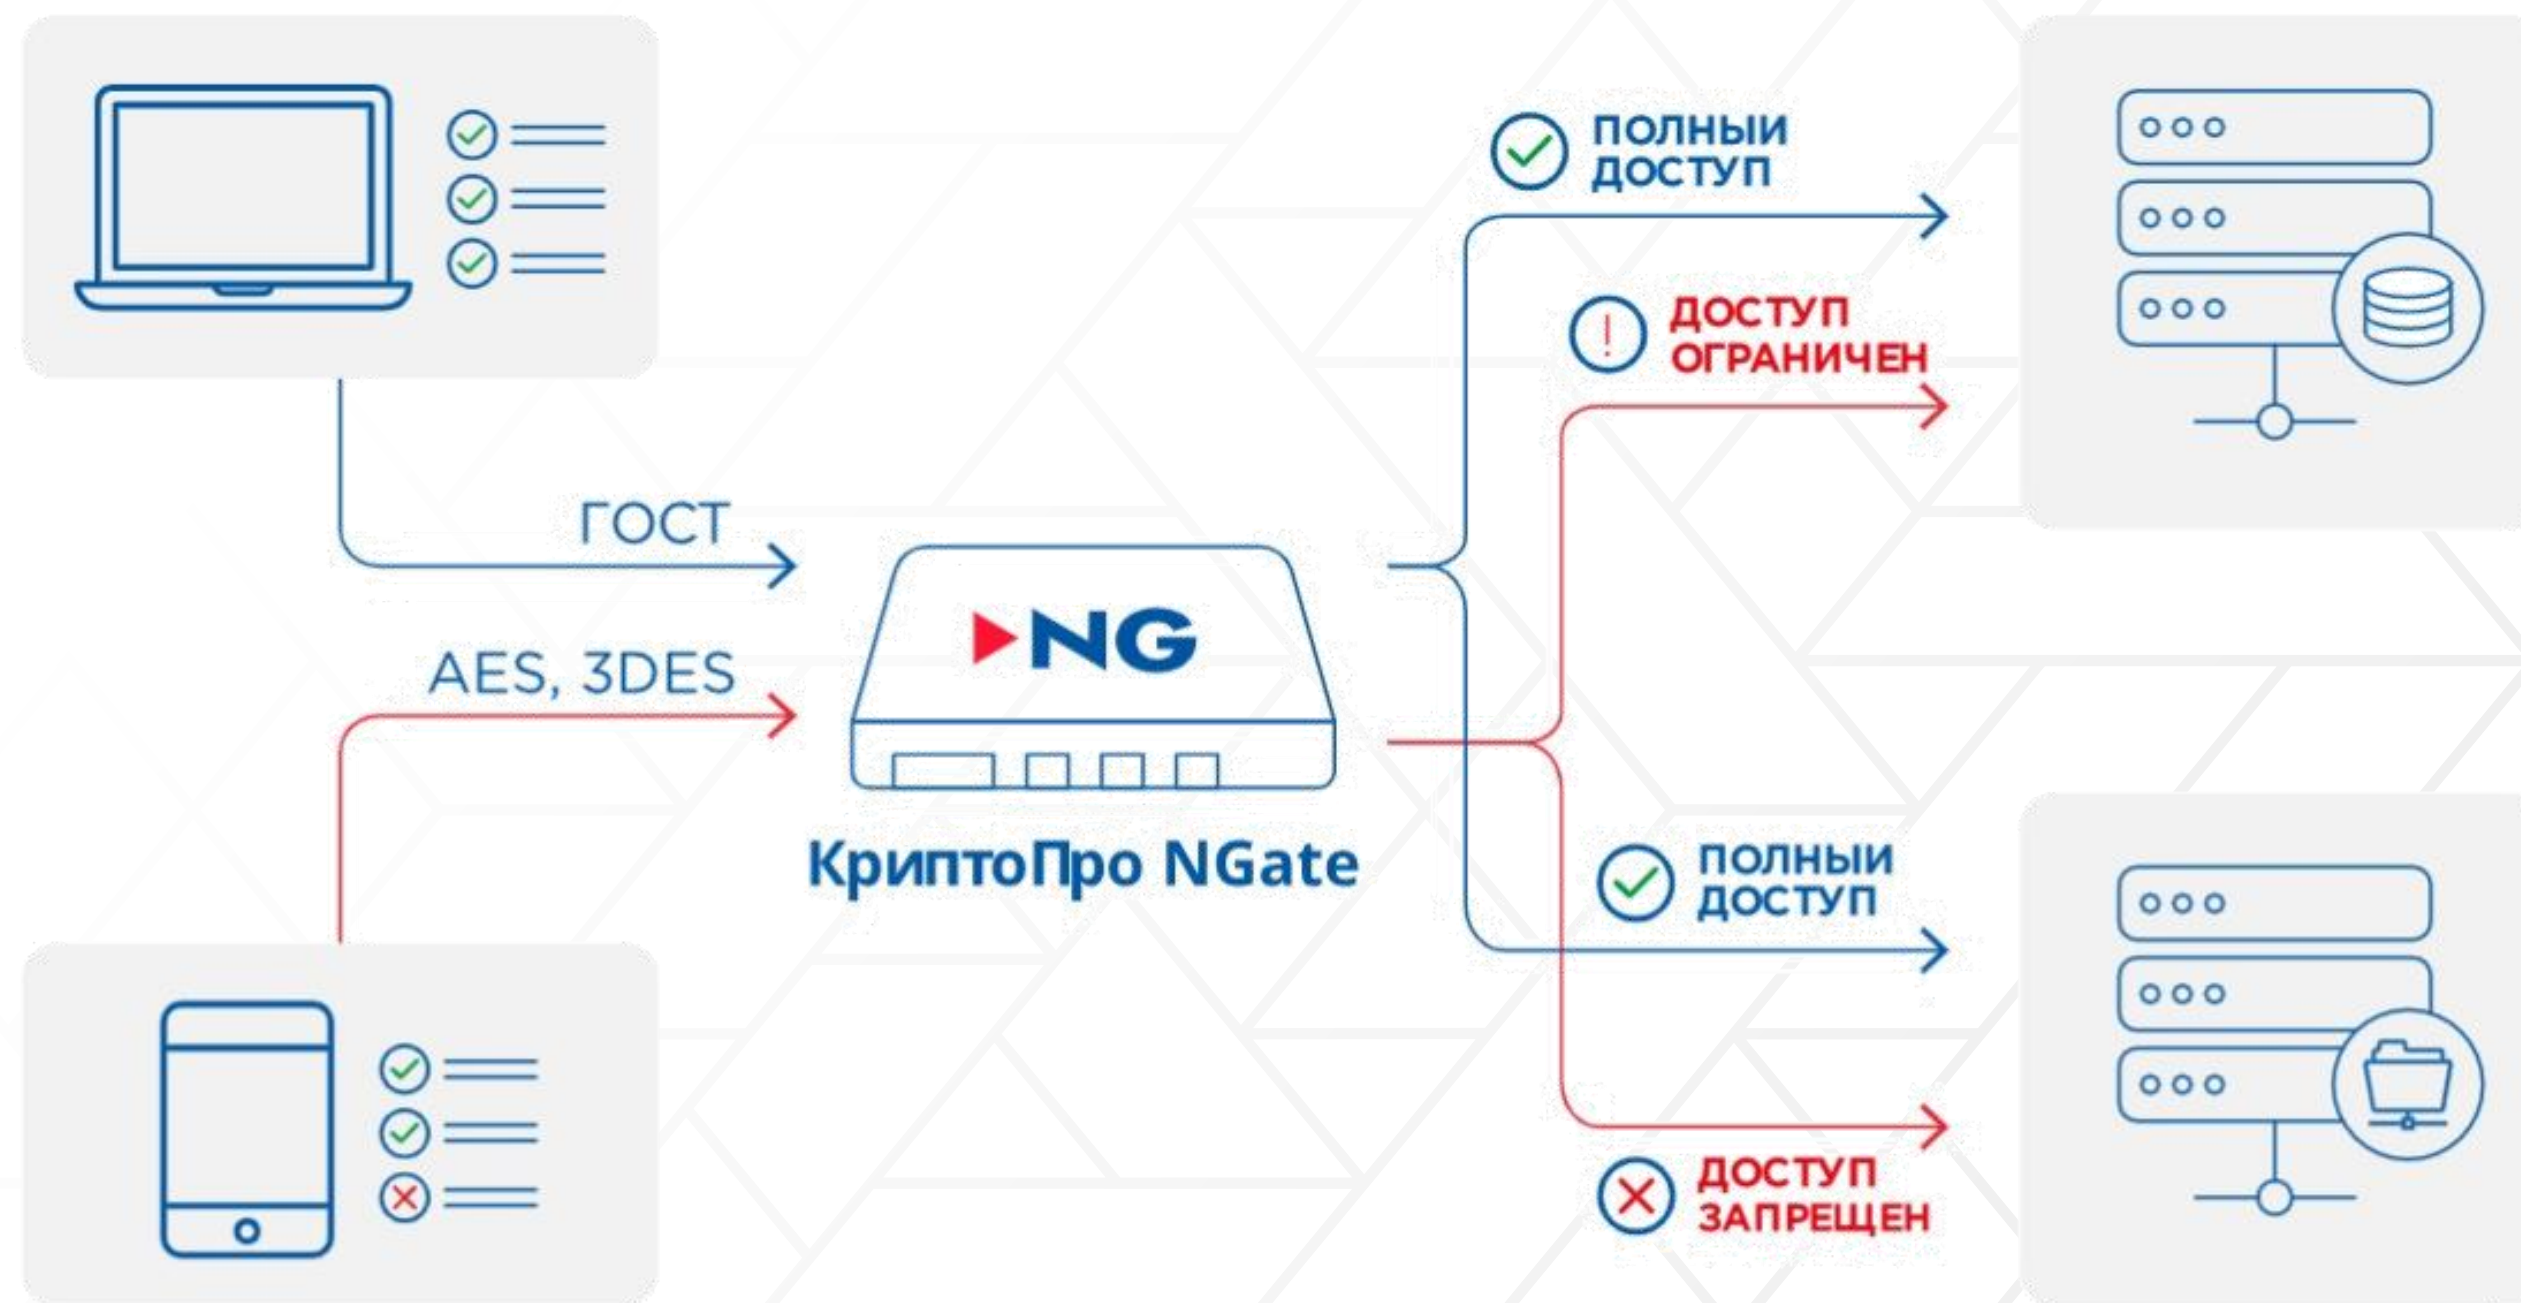 ПОЛНЫЙ
ДОСТУП
ДОСТУП
ОГРАНИЧЕН
ГОСТ
AES, 3DES
NG
КриптоПро NGate
ПОЛНЫЙ
ДОСТУП
ДОСТУП
ЗАПРЕЩЕН